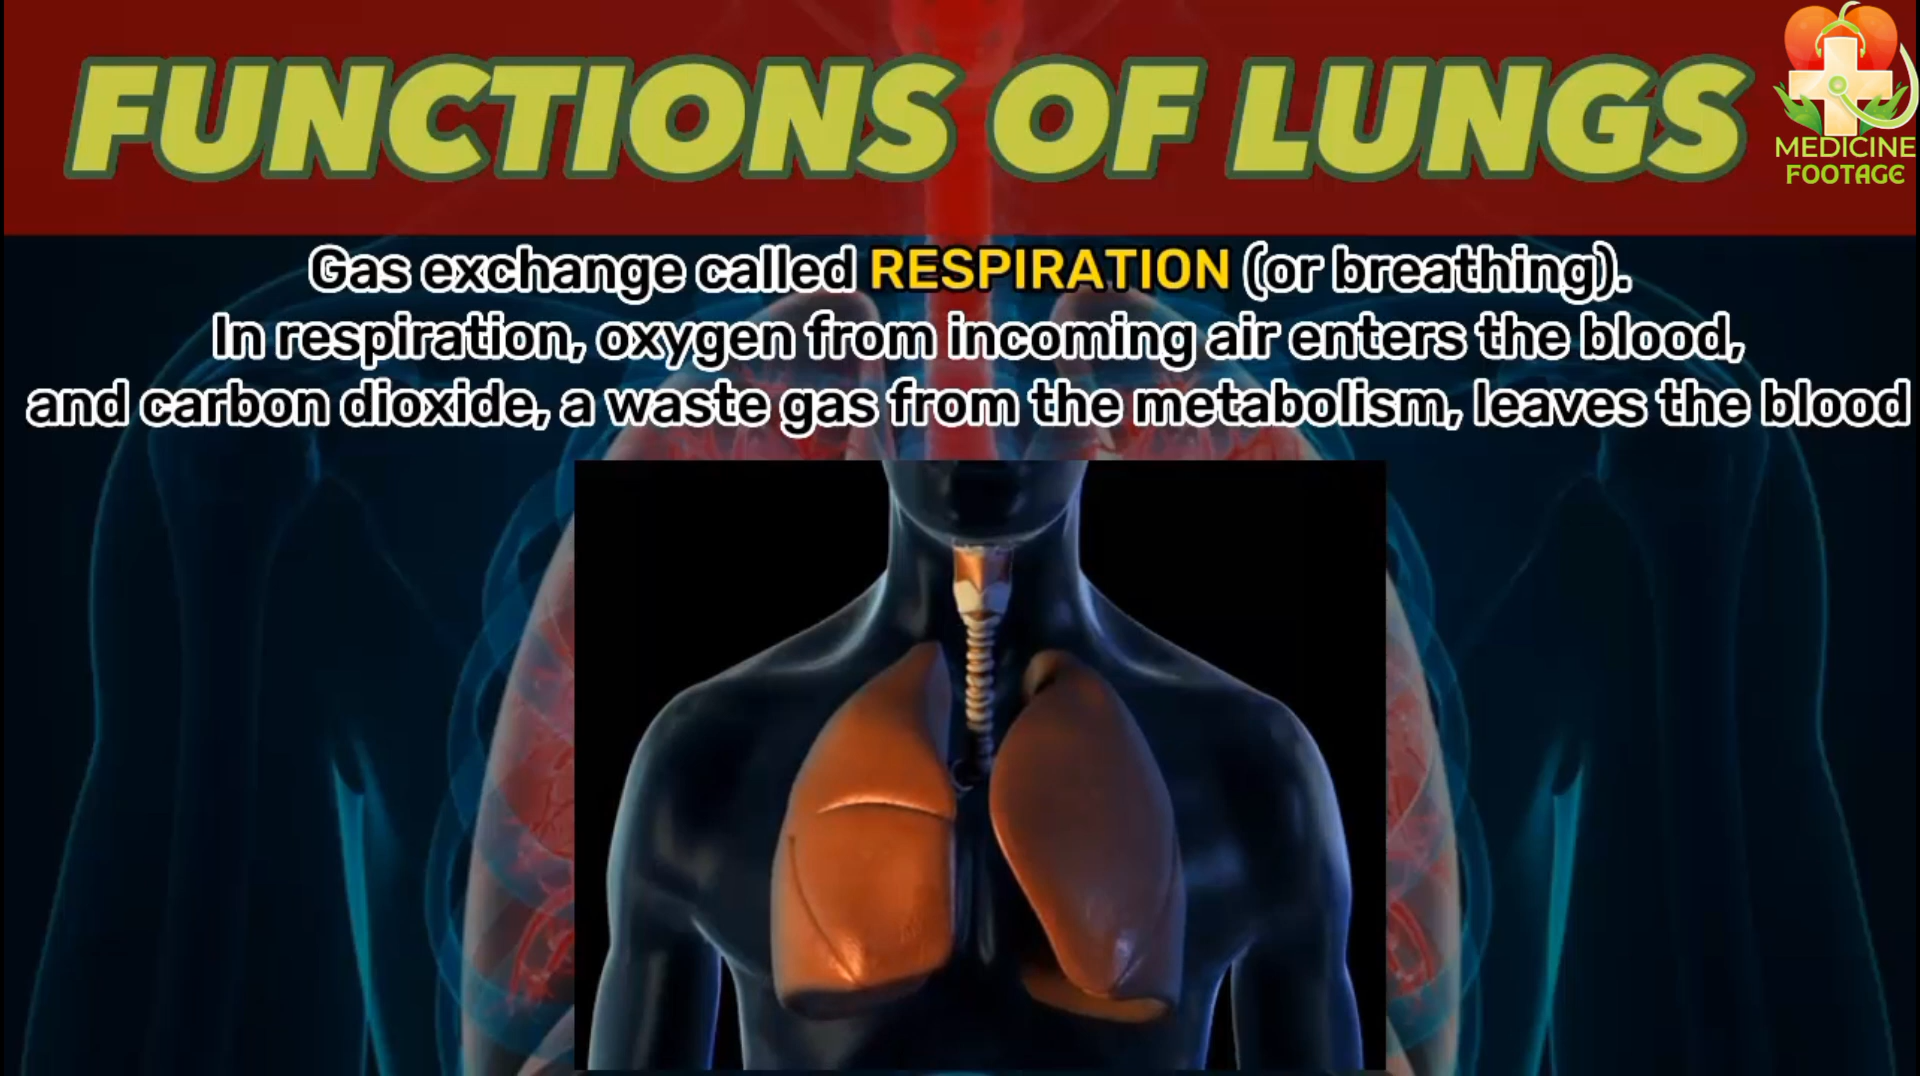 FUNCTIONS OF LUNGS
MEDICINE
FOOTAGE
Gas exchange called RESPIRATION (or breathing).
In respiration, oxygen from incoming air enters the blood,
and carbon dioxide, a waste gas from the metabolism, leaves the blood